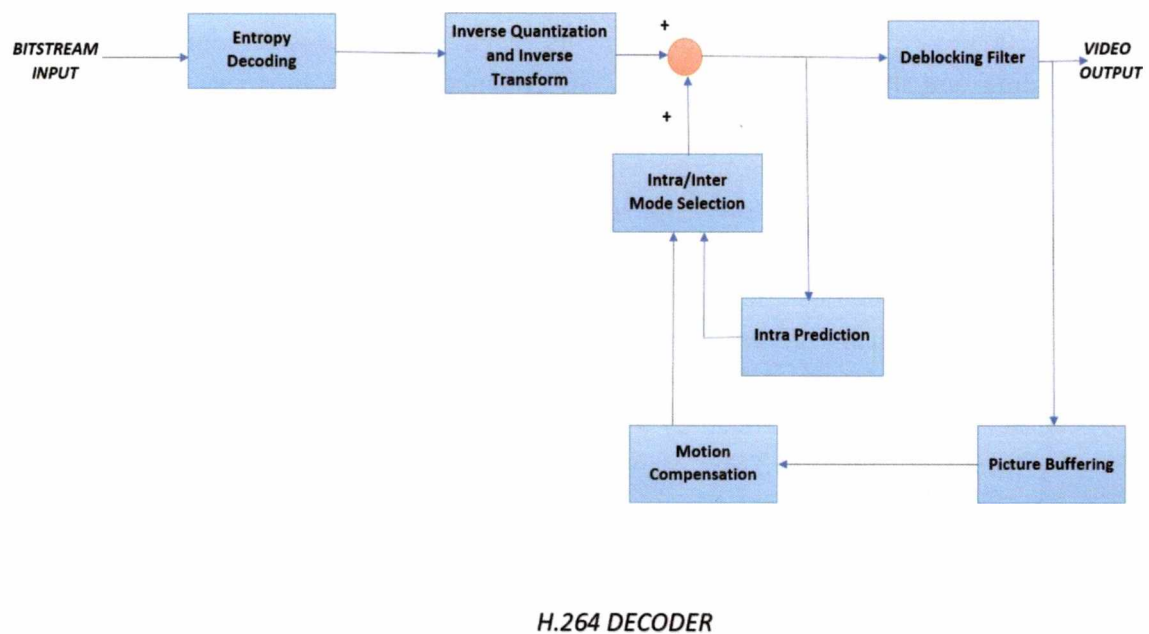 BITSTREAM
INPUT
Entropy
Decoding
Inverse Quantization
and Inverse
Transform
+
+
Deblocking Filter
VIDEO
OUTPUT
Intra/Inter
Mode Selection
Intra Prediction
Motion
Compensation
Picture Buffering
H.264 DECODER